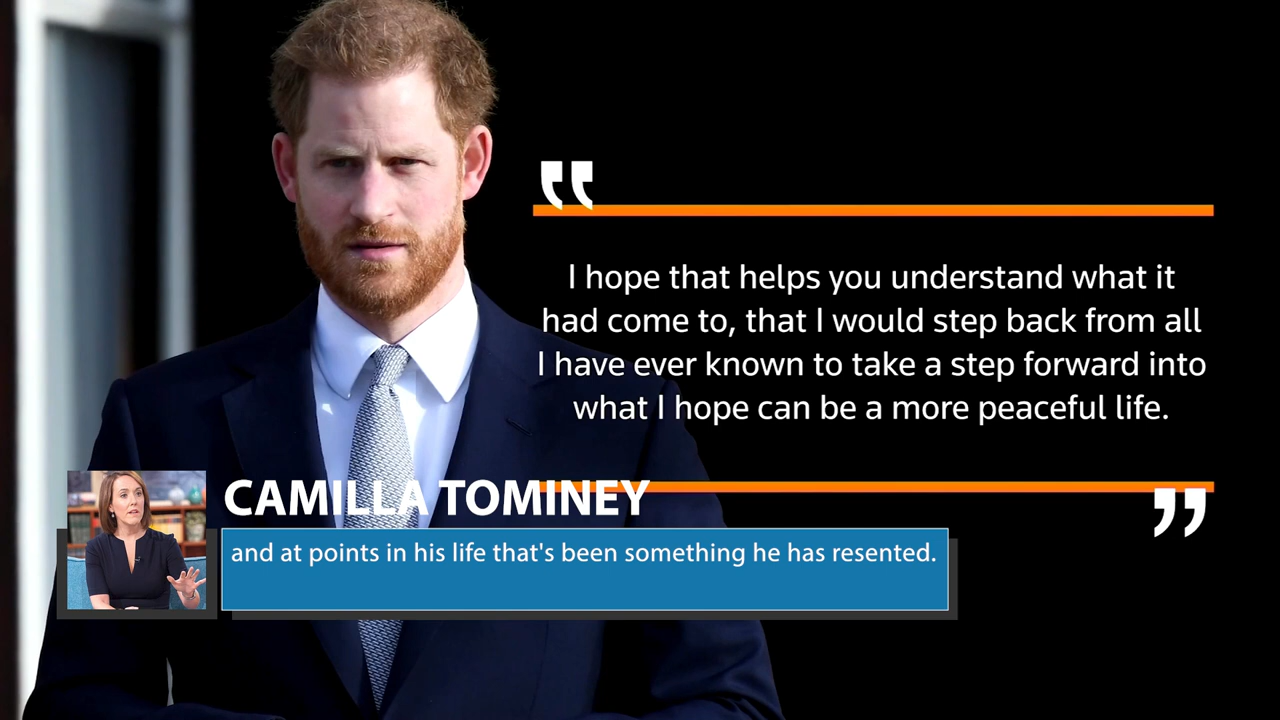 “
I hope that helps you understand what it
had come to, that I would step back from all
I have ever known to take a step forward into
what I hope can be a more peaceful life.
”
CAMILLA TOMINEY
and at points in his life that's been something he has resented.